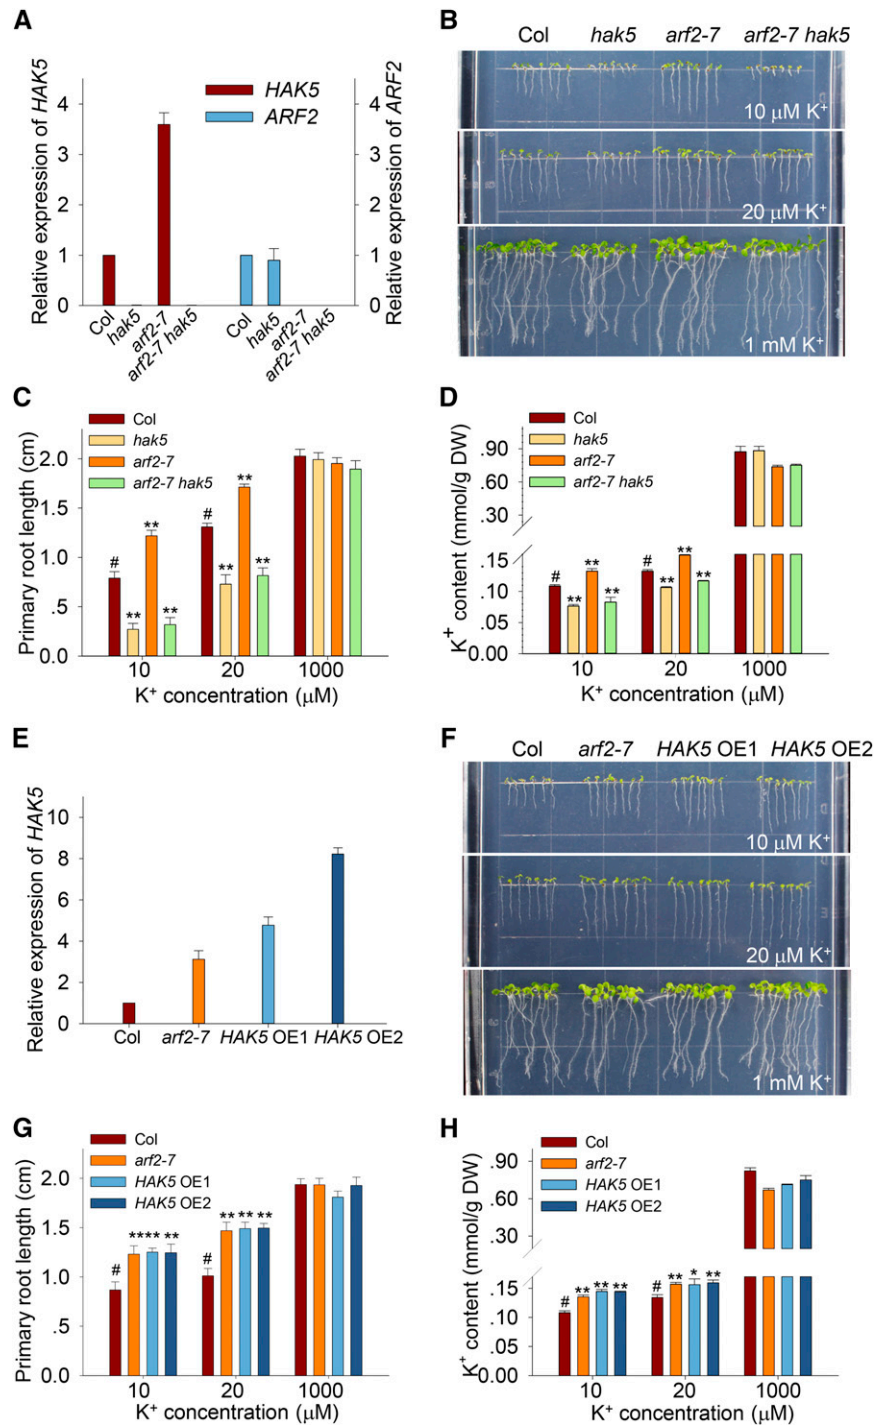 A
Relative expression of HAK5
4
3
2
1
0
HAK5
ARF2
4
3
2
1
0
Relative expression of ARF2
Col
hak5
arf2-7
arf2-7 hak5
Col
hak5
arf2-7
arf2-7 hak5
B
Col hak5 arf2-7 arf2-7 hak5
10 μM K+
20 μM K+
1 mM K+
C
Col
hak5
arf2-7
arf2-7 hak5
Primary root length (cm)
2.0
1.5
1.0
.5
0.0
# ** ** **
# ** ** **
10 20 1000
K+ concentration (μM)
D
Col
hak5
arf2-7
arf2-7 hak5
K+ content (mmol/g DW)
.90
.60
.30
.15
.10
.05
0.00
# ** ** **
# ** ** **
10 20 1000
K+ concentration (μM)
E
Relative expression of HAK5
10
8
6
4
2
0
Col arf2-7 HAK5 OE1 HAK5 OE2
F
Col arf2-7 HAK5 OE1 HAK5 OE2
10 μM K+
20 μM K+
1 mM K+
G
Col
arf2-7
HAK5 OE1
HAK5 OE2
Primary root length (cm)
2.0
1.5
1.0
.5
0.0
# ** ** **
# ** ** **
10 20 1000
K+ concentration (μM)
H
Col
arf2-7
HAK5 OE1
HAK5 OE2
K+ content (mmol/g DW)
.90
.60
.30
.15
.10
.05
0.00
# ** ** **
# ** * **
10 20 1000
K+ concentration (μM)